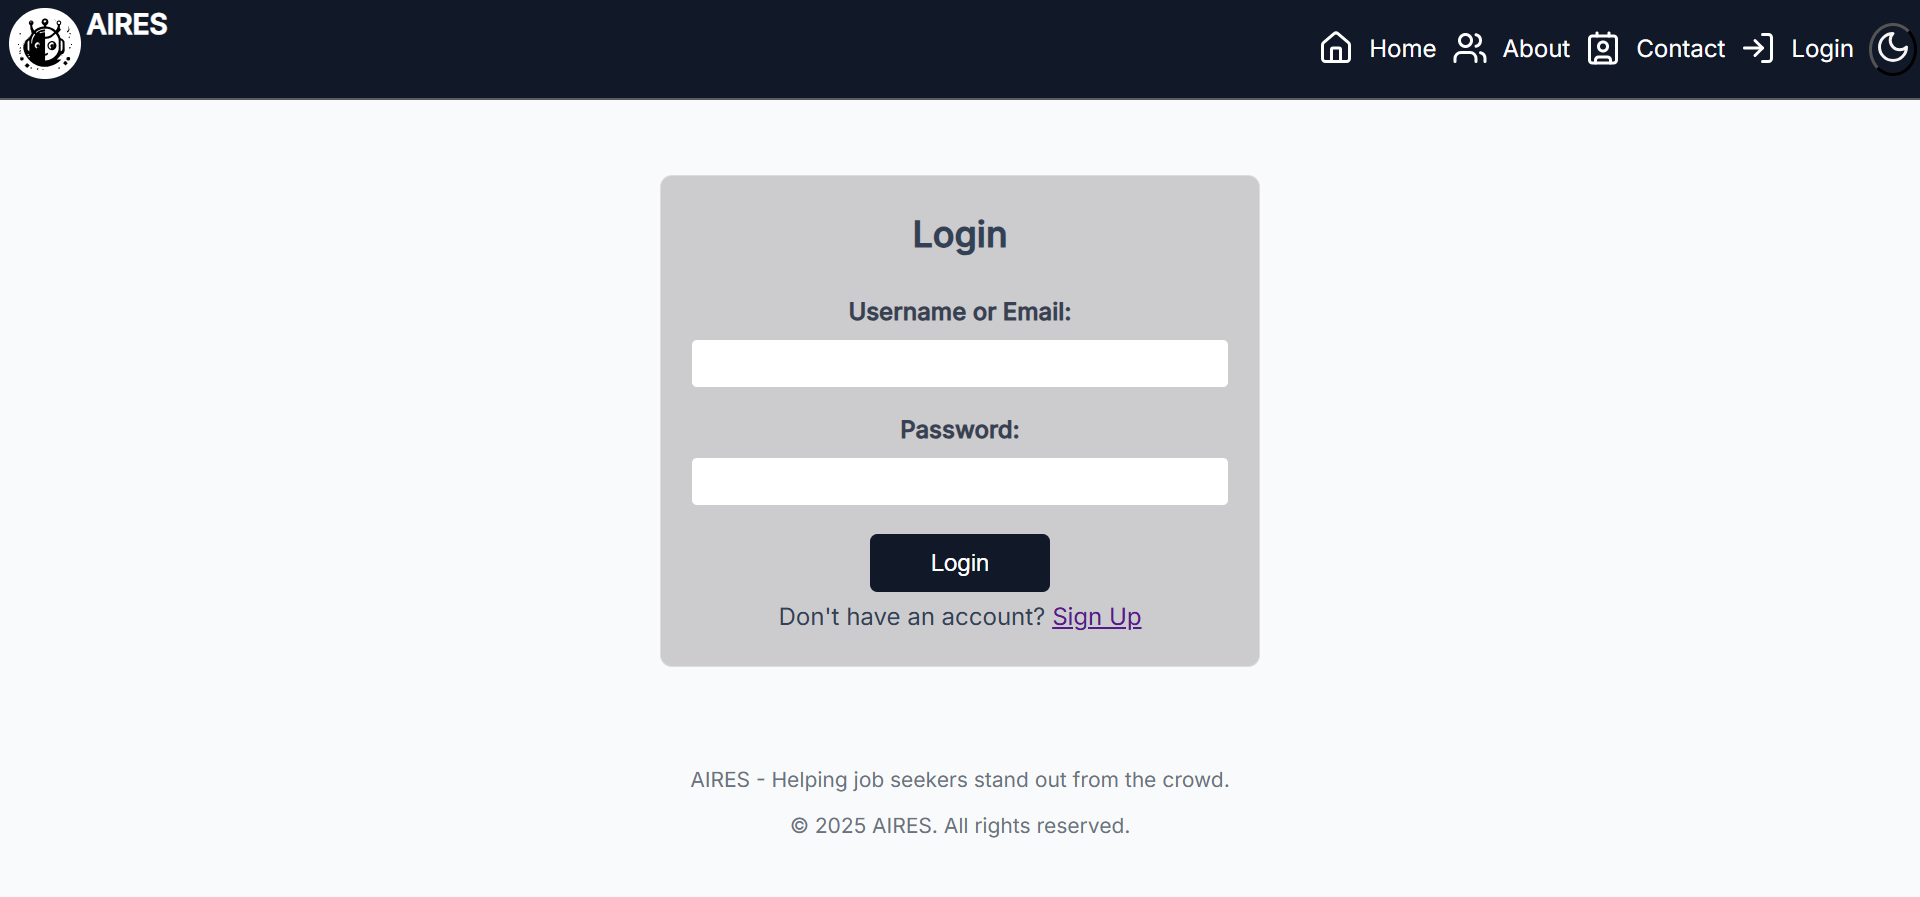 AIRES
Home About Contact Login
Login
Username or Email:
Password:
Login
Don't have an account? Sign Up
AIRES - Helping job seekers stand out from the crowd.
© 2025 AIRES. All rights reserved.